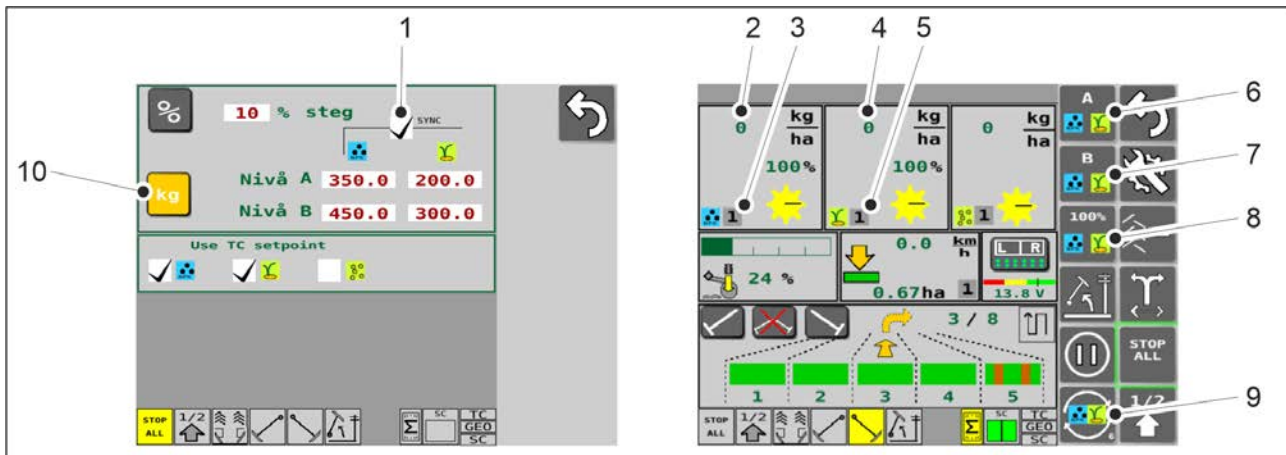 1
2
3
4
5
6
7
8
9
10
%
10 % steg
SYNC
kg
Nivå A 350.0 200.0
Nivå B 450.0 300.0
Use TC setpoint
STOP ALL
1/2
Σ
SC
TC
GEO
SC
0 kg/ha
100%
1
0 kg/ha
100%
1
0 kg/ha
1
24 %
0.0 km/h
0.67ha 1
L R
13.8 V
3 / 8
1 2 3 4 5
STOP ALL
1/2
Σ
SC
TC
GEO
SC
A
B
100%
STOP ALL
6
1/2